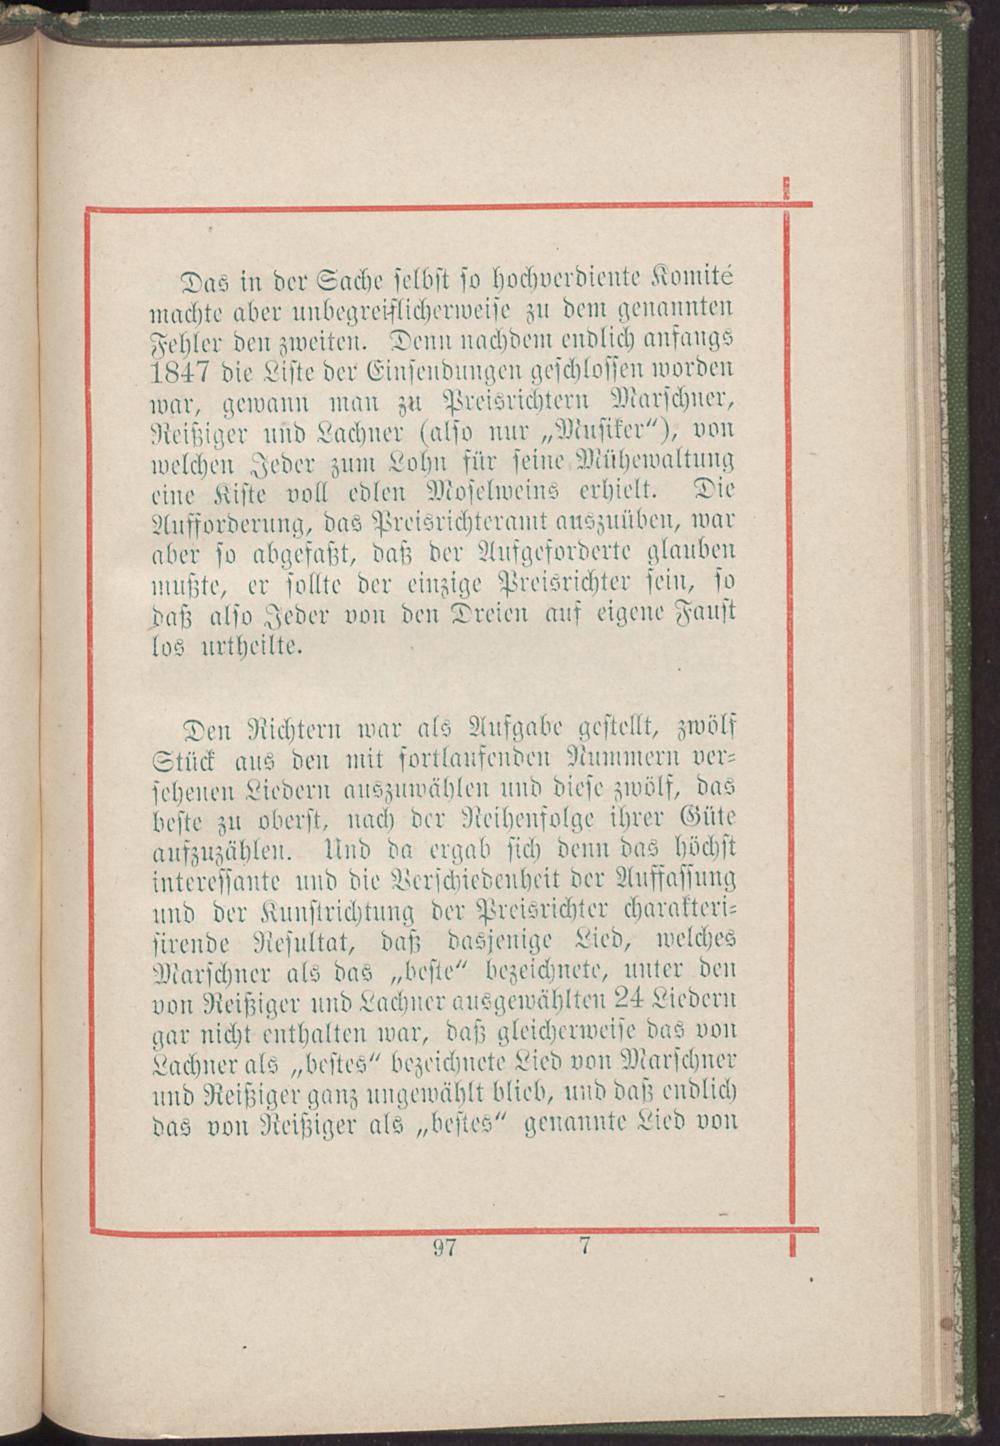 Das in der Sache selbst so hochverdiente Komité
machte aber unbegreiflicherweise zu dem genannten
Fehler den zweiten. Denn nachdem endlich anfangs
1847 die Liste der Einsendungen geschlossen worden
war, gewann man zu Preisrichtern Marschner,
Reißiger und Lachner (also nur „Musiker“), von
welchen Jeder zum Lohn für seine Mühewaltung
eine Kiste voll edlen Moselweins erhielt. Die
Aufforderung, das Preisrichteramt auszuüben, war
aber so abgefaßt, daß der Aufgeforderte glauben
mußte, er sollte der einzige Preisrichter sein, so
daß also Jeder von den Dreien auf eigene Faust
los urtheilte.
Den Richtern war als Aufgabe gestellt, zwölf
Stück aus den mit fortlaufenden Nummern ver-
sehenen Liedern auszuwählen und diese zwölf, das
beste zu oberst, nach der Reihenfolge ihrer Güte
aufzuzählen. Und da ergab sich denn das höchst
interessante und die Verschiedenheit der Auffassung
und der Kunstrichtung der Preisrichter charakteri-
sirende Resultat, daß dasjenige Lied, welches
Marschner als das „beste“ bezeichnete, unter den
von Reißiger und Lachner ausgewählten 24 Liedern
gar nicht enthalten war, daß gleicherweise das von
Lachner als „bestes“ bezeichnete Lied von Marschner
und Reißiger ganz ungewählt blieb, und daß endlich
das von Reißiger als „bestes“ genannte Lied von
97 7